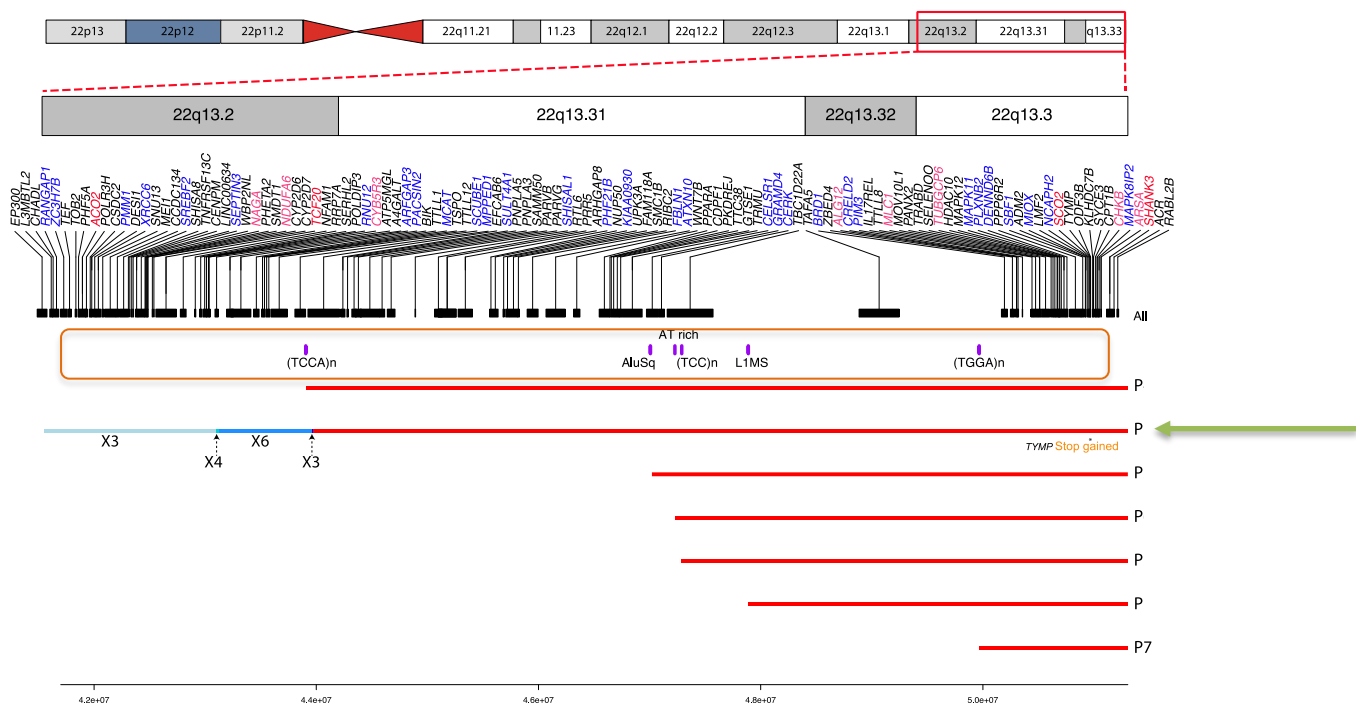 22p13 22p12 22p11.2 22q11.21 11.23 22q12.1 22q12.2 22q12.3 22q13.1 22q13.2 22q13.31 q13.33
22q13.2 22q13.31 22q13.32 22q13.3
EP300
L3MBTL2
CHADL
RANGAP1
ZC3H7B
TEF
TOB2
PHF5A
ACO2
POLR3H
CSDC2
PMM1
DESI1
XRCC6
SNU13
MEI1
CCDC134
SREBF2
SHISA8
TNFRSF13C
CENPM
LINC00634
SEPTIN3
WBP2NL
NAGA
PHETA2
SMDT1
NDUFA6
CYP2D6
CYP2D7
TCF20
NFAM1
RRP7A
SERHL2
POLDIP3
RNU12
CYB5R3
ATP5MGL
A4GALT
ARFGAP3
PACSIN2
BIK
TTLL1
MCAT
TSPO
TTLL12
SCUBE1
MPPED1
EFCAB6
SULT4A1
PNPLA5
PNPLA3
SAMM50
PARVB
PARVG
SHISAL1
RTL6
PRR5
ARHGAP8
PHF21B
NUP50
KIAA0930
UPK3A
FAM118A
SMC1B
RIBC2
FBLN1
ATXN10
WNT7B
PPARA
CDPF1
PKDREJ
TTC38
GTSE1
TRMU
CELSR1
GRAMD4
CERK
TBC1D22A
TAFA5
BRD1
ZBED4
ALG12
CRELD2
PIM3
IL17REL
TTLL8
MLC1
MOV10L1
PANX2
TRABD
SELENOO
TUBGCP6
HDAC10
MAPK12
MAPK11
PLXNB2
DENND6B
PPP6R2
SBF1
ADM2
MIOX
LMF2
NCAPH2
SCO2
TYMP
ODF3B
KLHDC7B
SYCE3
CPT1B
CHKB
MAPK8IP2
ARSA
SHANK3
ACR
RABL2B
All
AT rich
(TCCA)n AluSq (TCC)n L1MS (TGGA)n
P
P
X3 X6
X4 X3
TYMP Stop gained
*
P
P
P
P
P7
4.2e+07 4.4e+07 4.6e+07 4.8e+07 5.0e+07